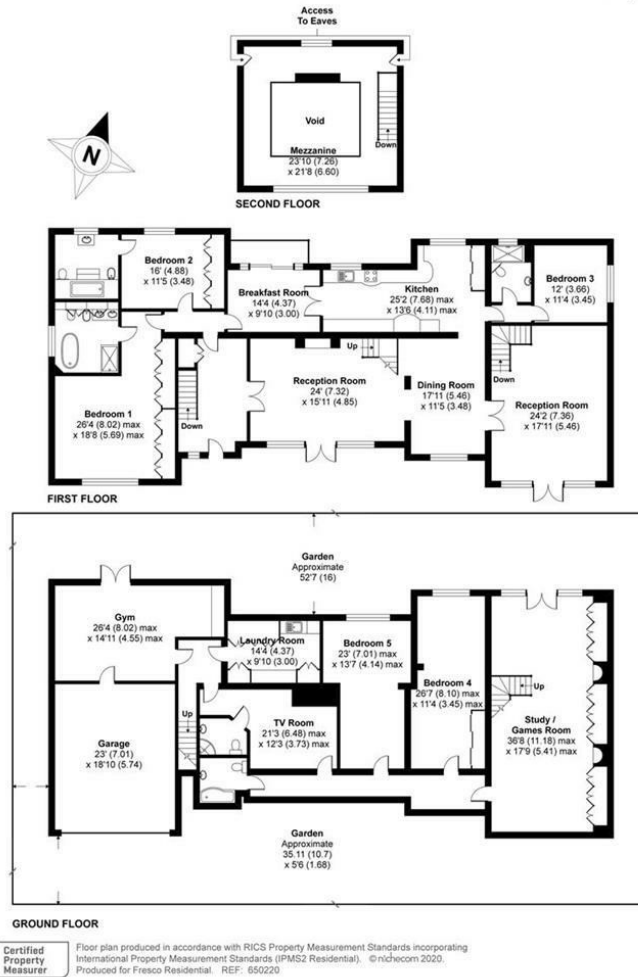 Access
To Eaves
Void
Mezzanine
23'10 (7.26)
x 21'8 (6.60)
Down
SECOND FLOOR
N
Bedroom 2
16' (4.88)
x 11'5 (3.48)
Breakfast Room
14'4 (4.37)
x 9'10 (3.00)
Kitchen
25'2 (7.68) max
x 13'6 (4.11) max
Bedroom 3
12' (3.66)
x 11'4 (3.45)
Up
Reception Room
24' (7.32)
x 15'11 (4.85)
Dining Room
17'11 (5.46)
x 11'5 (3.48)
Down
Reception Room
24'2 (7.36)
x 17'11 (5.46)
Bedroom 1
26'4 (8.02) max
x 18'8 (5.69) max
Down
FIRST FLOOR
Garden
Approximate
52'7 (16)
Gym
26'4 (8.02) max
x 14'11 (4.55) max
Laundry Room
14'4 (4.37)
x 9'10 (3.00)
Bedroom 5
23' (7.01) max
x 13'7 (4.14) max
Bedroom 4
26'7 (8.10) max
x 11'4 (3.45) max
Up
Study /
Games Room
36'8 (11.18) max
x 17'9 (5.41) max
Up
TV Room
21'3 (6.48) max
x 12'3 (3.73) max
Garage
23' (7.01)
x 18'10 (5.74)
Garden
Approximate
35.11 (10.7)
x 5'6 (1.68)
GROUND FLOOR
Certified
Property
Measurer
Floor plan produced in accordance with RICS Property Measurement Standards incorporating
International Property Measurement Standards (IPMS2 Residential). ©nichecom 2020.
Produced for Fresco Residential. REF: 650220